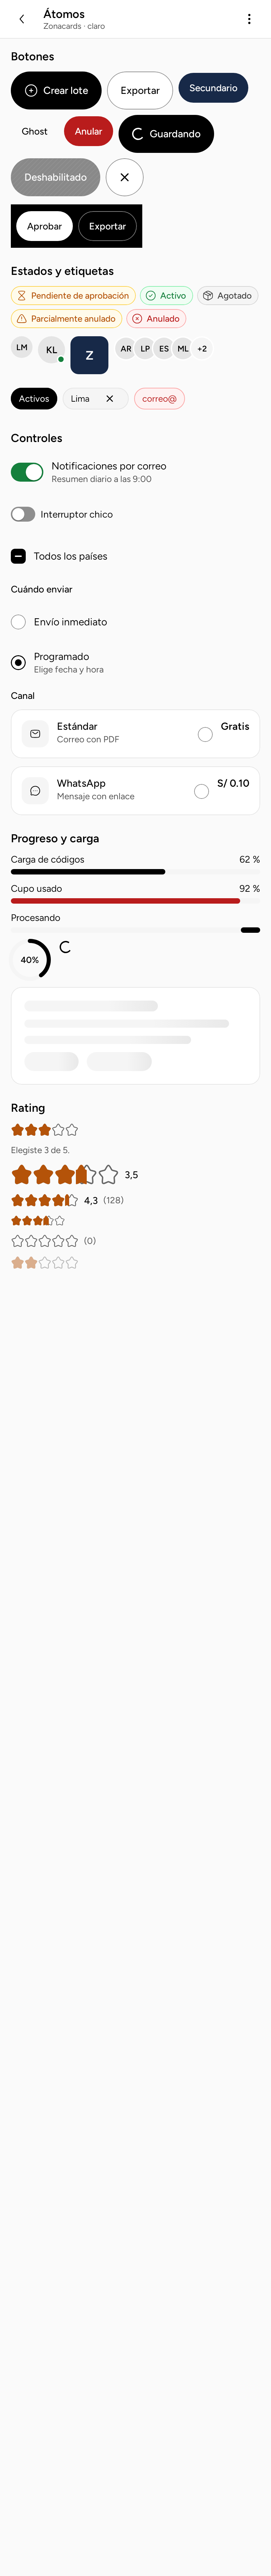 Átomos
Zonacards · claro
Botones
Crear lote
Exportar
Secundario
Ghost
Anular
Guardando
Deshabilitado
Aprobar
Exportar
Estados y etiquetas
Pendiente de aprobación
Activo
Agotado
Parcialmente anulado
Anulado
LM
KL
Z
AR
LP
ES
ML
+2
Activos
Lima
correo@
Controles
Notificaciones por correo
Resumen diario a las 9:00
Interruptor chico
Todos los países
Cuándo enviar
Envío inmediato
Programado
Elige fecha y hora
Canal
Estándar
Gratis
Correo con PDF
WhatsApp
S/ 0.10
Mensaje con enlace
Progreso y carga
Carga de códigos
62 %
Cupo usado
92 %
Procesando
40%
Rating
Elegiste 3 de 5.
3,5
4,3 (128)
(0)